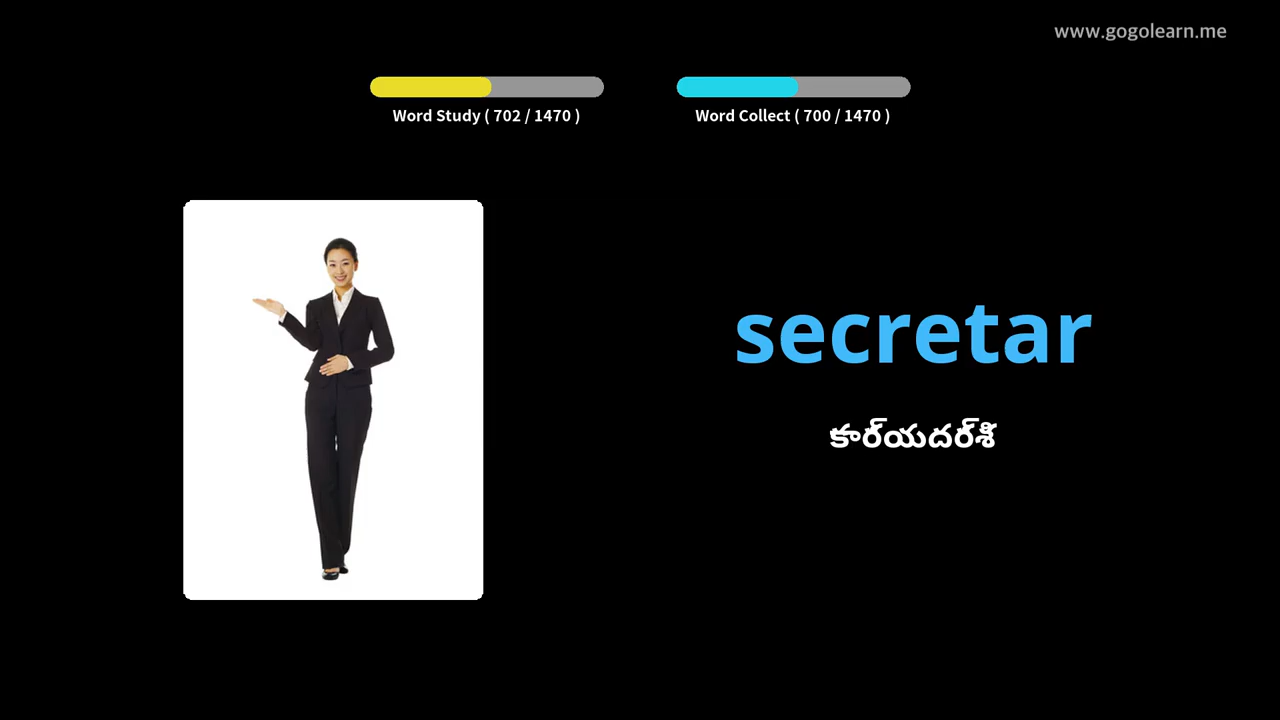 www.gogolearn.me
Word Study ( 702 / 1470 )
Word Collect ( 700 / 1470 )
secretar
కార్యదర్శి